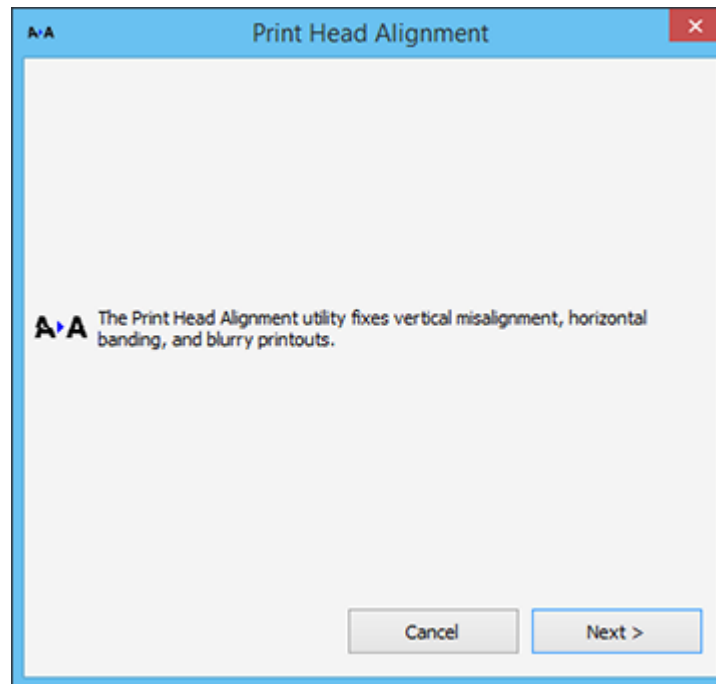 A▸A
Print Head Alignment
A▸A
The Print Head Alignment utility fixes vertical misalignment, horizontal
banding, and blurry printouts.
Cancel
Next >